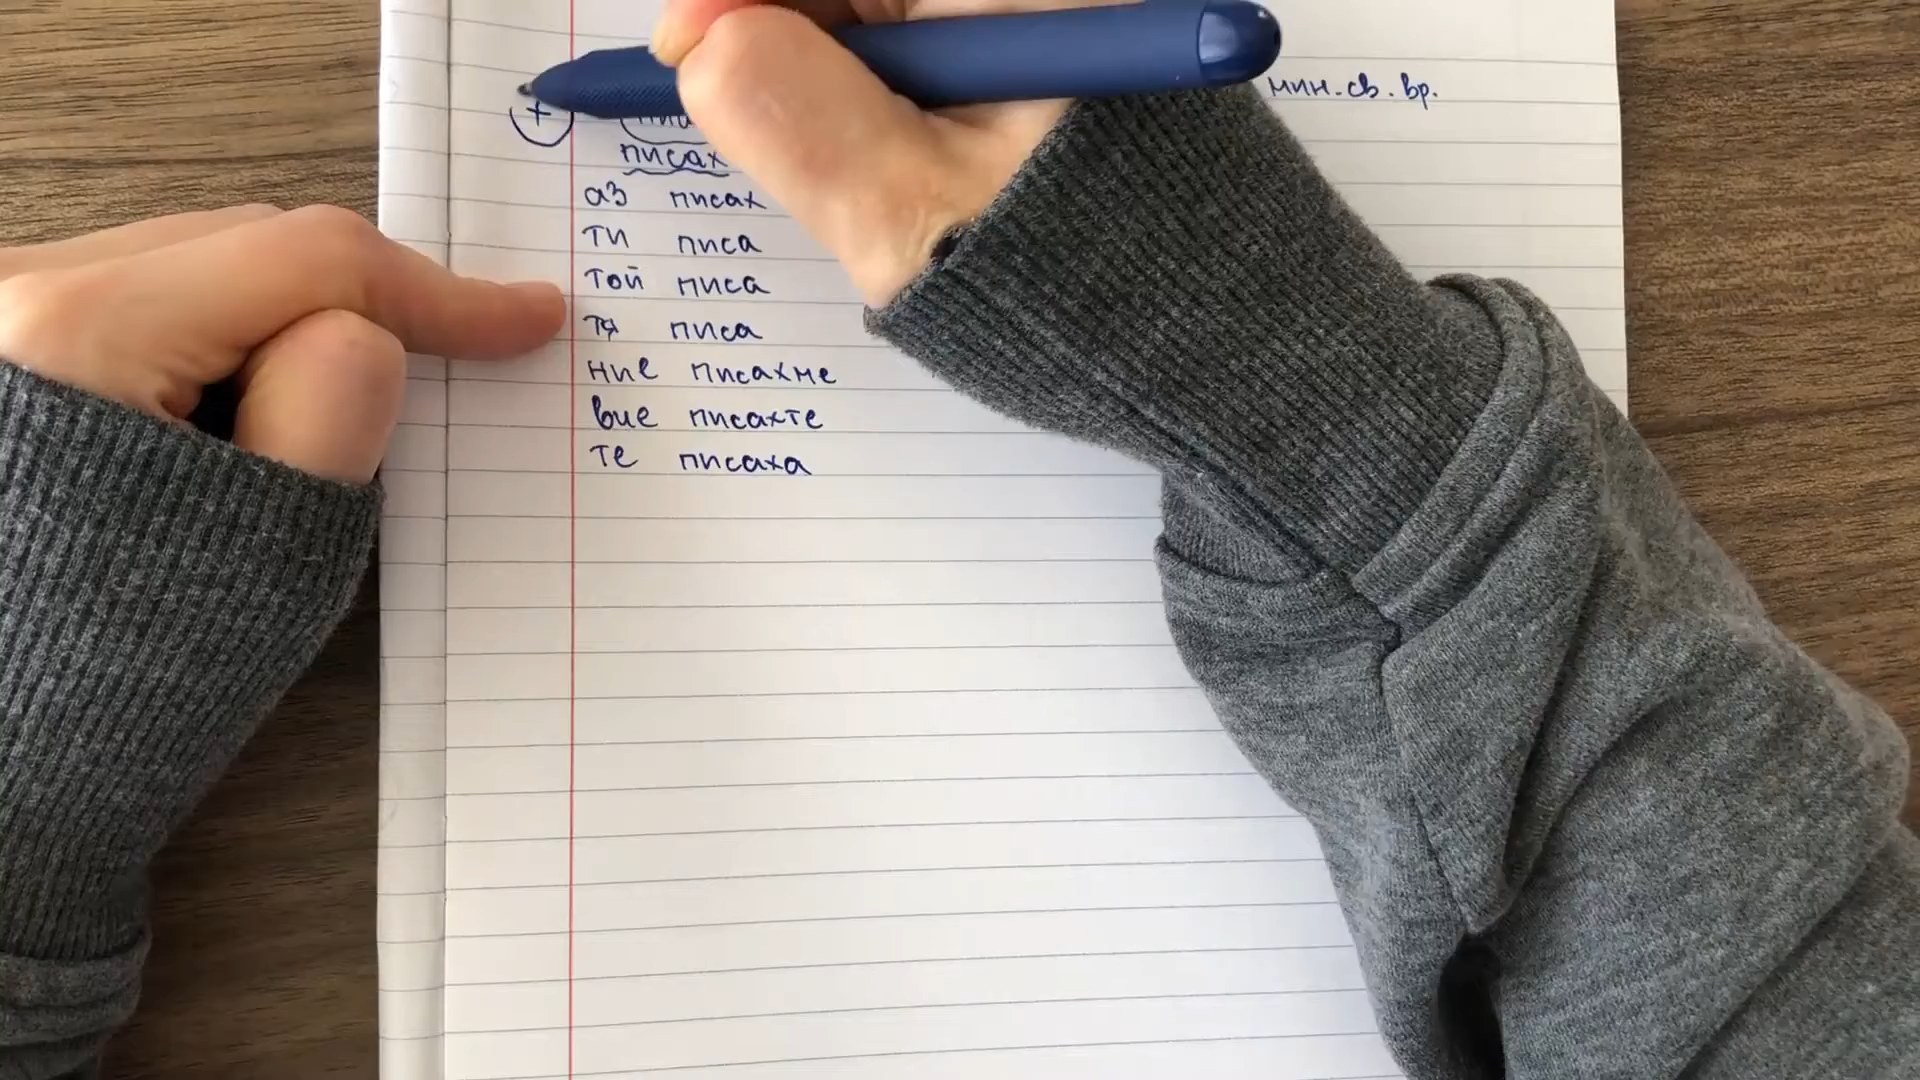 мин.св.вр.
+
писах
аз писах
ти писа
той писа
тя писа
ние писахме
вие писахте
те писаха